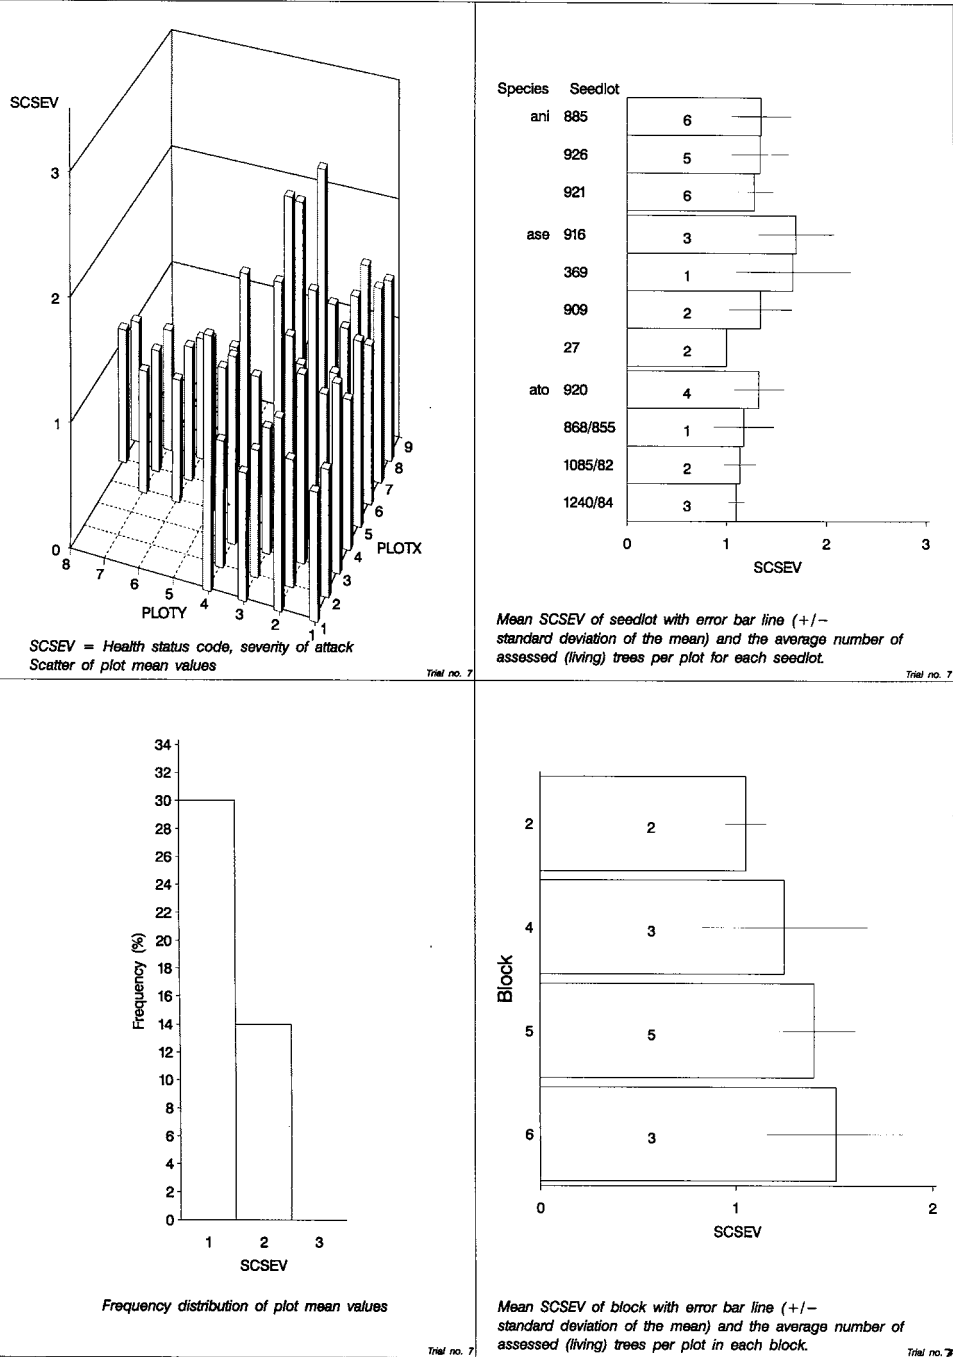 SCSEV
3
2
1
0
8
7
6
5
4
3
2
1
PLOTY
1
2
3
4
5
6
7
8
9
PLOTX
SCSEV = Health status code, severity of attack
Scatter of plot mean values
Trial no. 7
Species Seedlot
ani 885 6
926 5
921 6
ase 916 3
369 1
909 2
27 2
ato 920 4
868/855 1
1085/82 2
1240/84 3
0 1 2 3
SCSEV
Mean SCSEV of seedlot with error bar line (+/-
standard deviation of the mean) and the average number of
assessed (living) trees per plot for each seedlot.
Trial no. 7
34
32
30
28
26
24
22
20
18
16
14
12
10
8
6
4
2
0
Frequency (%)
1 2 3
SCSEV
Frequency distribution of plot mean values
Trial no. 7
Block
2 2
4 3
5 5
6 3
0 1 2
SCSEV
Mean SCSEV of block with error bar line (+/-
standard deviation of the mean) and the average number of
assessed (living) trees per plot in each block.
Trial no. 7